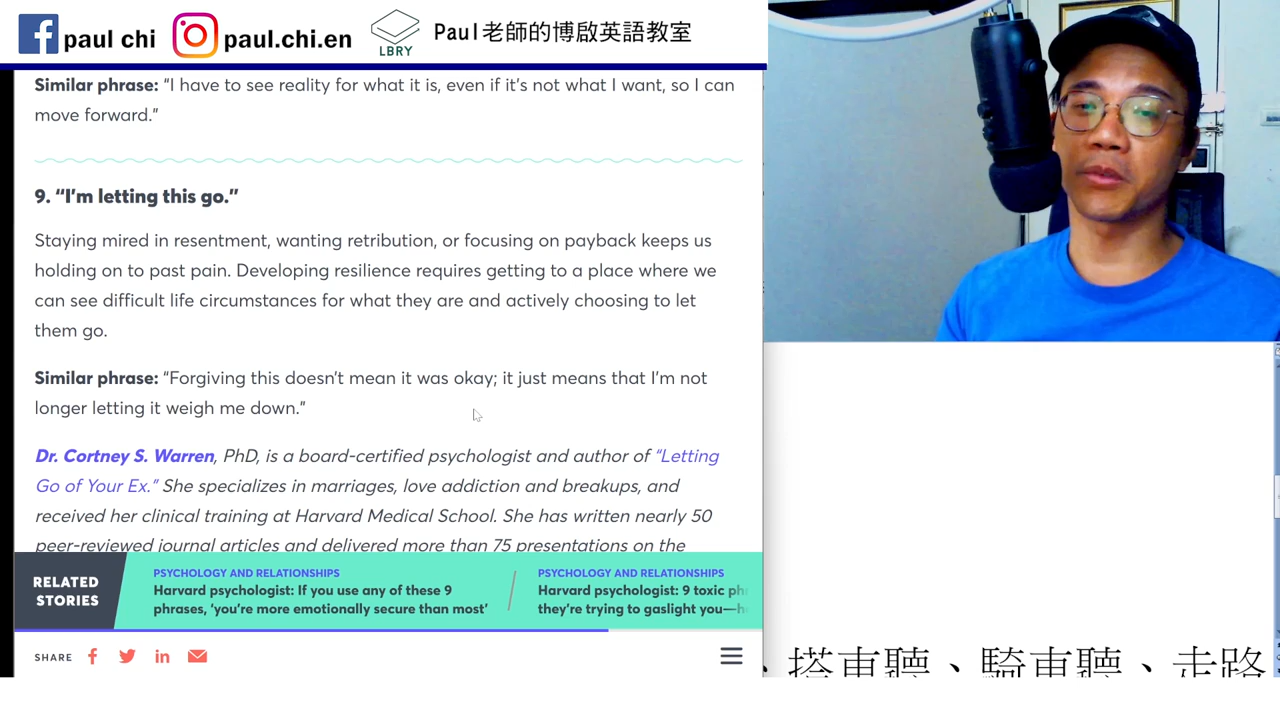 paul chi
paul.chi.en
LBRY
Paul老師的博啟英語教室
Similar phrase: “I have to see reality for what it is, even if it’s not what I want, so I can
move forward.”
9. “I’m letting this go.”
Staying mired in resentment, wanting retribution, or focusing on payback keeps us
holding on to past pain. Developing resilience requires getting to a place where we
can see difficult life circumstances for what they are and actively choosing to let
them go.
Similar phrase: “Forgiving this doesn’t mean it was okay; it just means that I’m not
longer letting it weigh me down.”
Dr. Cortney S. Warren, PhD, is a board-certified psychologist and author of “Letting
Go of Your Ex.” She specializes in marriages, love addiction and breakups, and
received her clinical training at Harvard Medical School. She has written nearly 50
peer-reviewed journal articles and delivered more than 75 presentations on the
RELATED
STORIES
PSYCHOLOGY AND RELATIONSHIPS
Harvard psychologist: If you use any of these 9
phrases, ‘you’re more emotionally secure than most’
PSYCHOLOGY AND RELATIONSHIPS
Harvard psychologist: 9 toxic
they’re trying to gaslight you—
SHARE
、搭車聽、騎車聽、走路